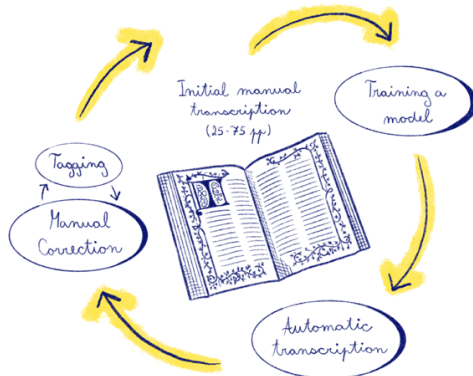 Initial manual
transcription
(25-75 pp)
Training a
model
Automatic
transcription
Manual
Correction
Tagging